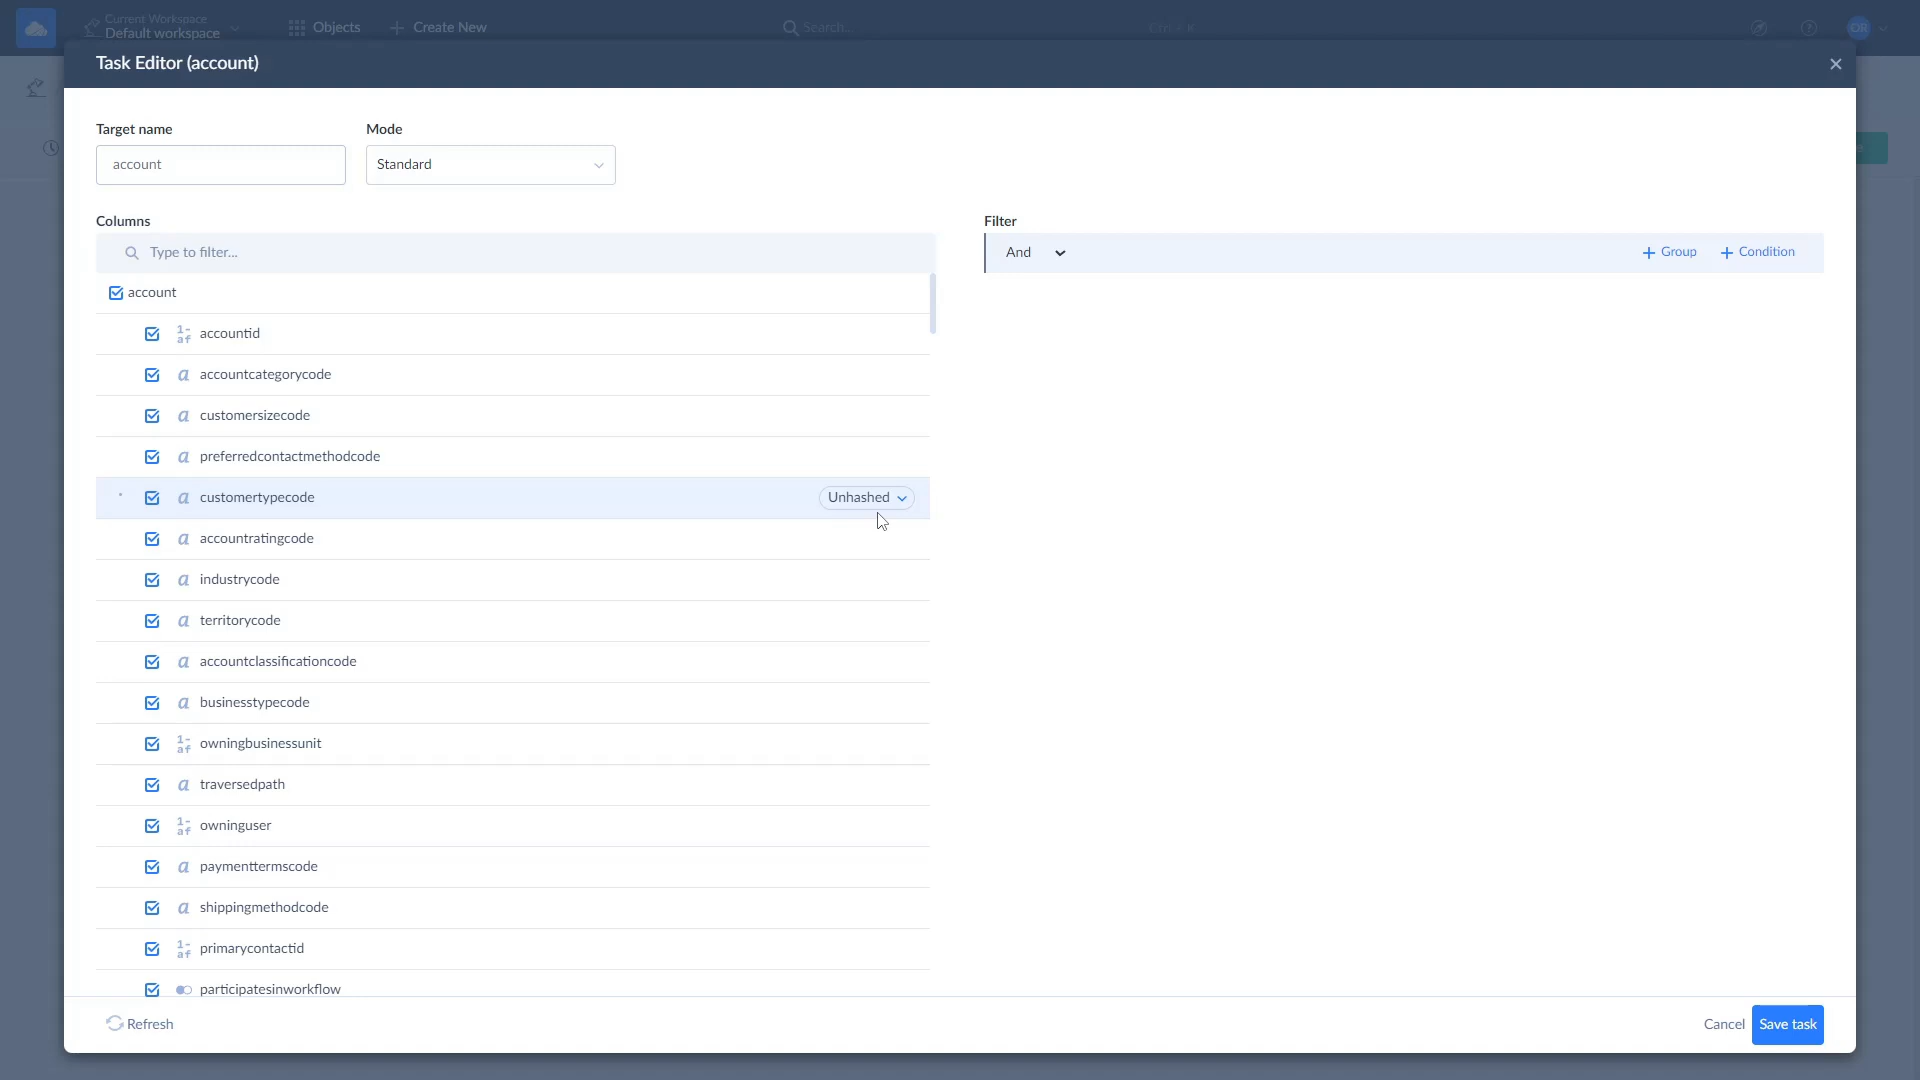 Current Workspace
Default workspace
Objects
Create New
Search...
Ctrl + K
OR
Task Editor (account)
Target name
Mode
account
Standard
Columns
Filter
Type to filter...
And
Group
Condition
account
accountid
accountcategorycode
customersizecode
preferredcontactmethodcode
customertypecode
Unhashed
accountratingcode
industrycode
territorycode
accountclassificationcode
businesstypecode
owningbusinessunit
traversedpath
owninguser
paymenttermscode
shippingmethodcode
primarycontactid
participatesinworkflow
Refresh
Cancel
Save task